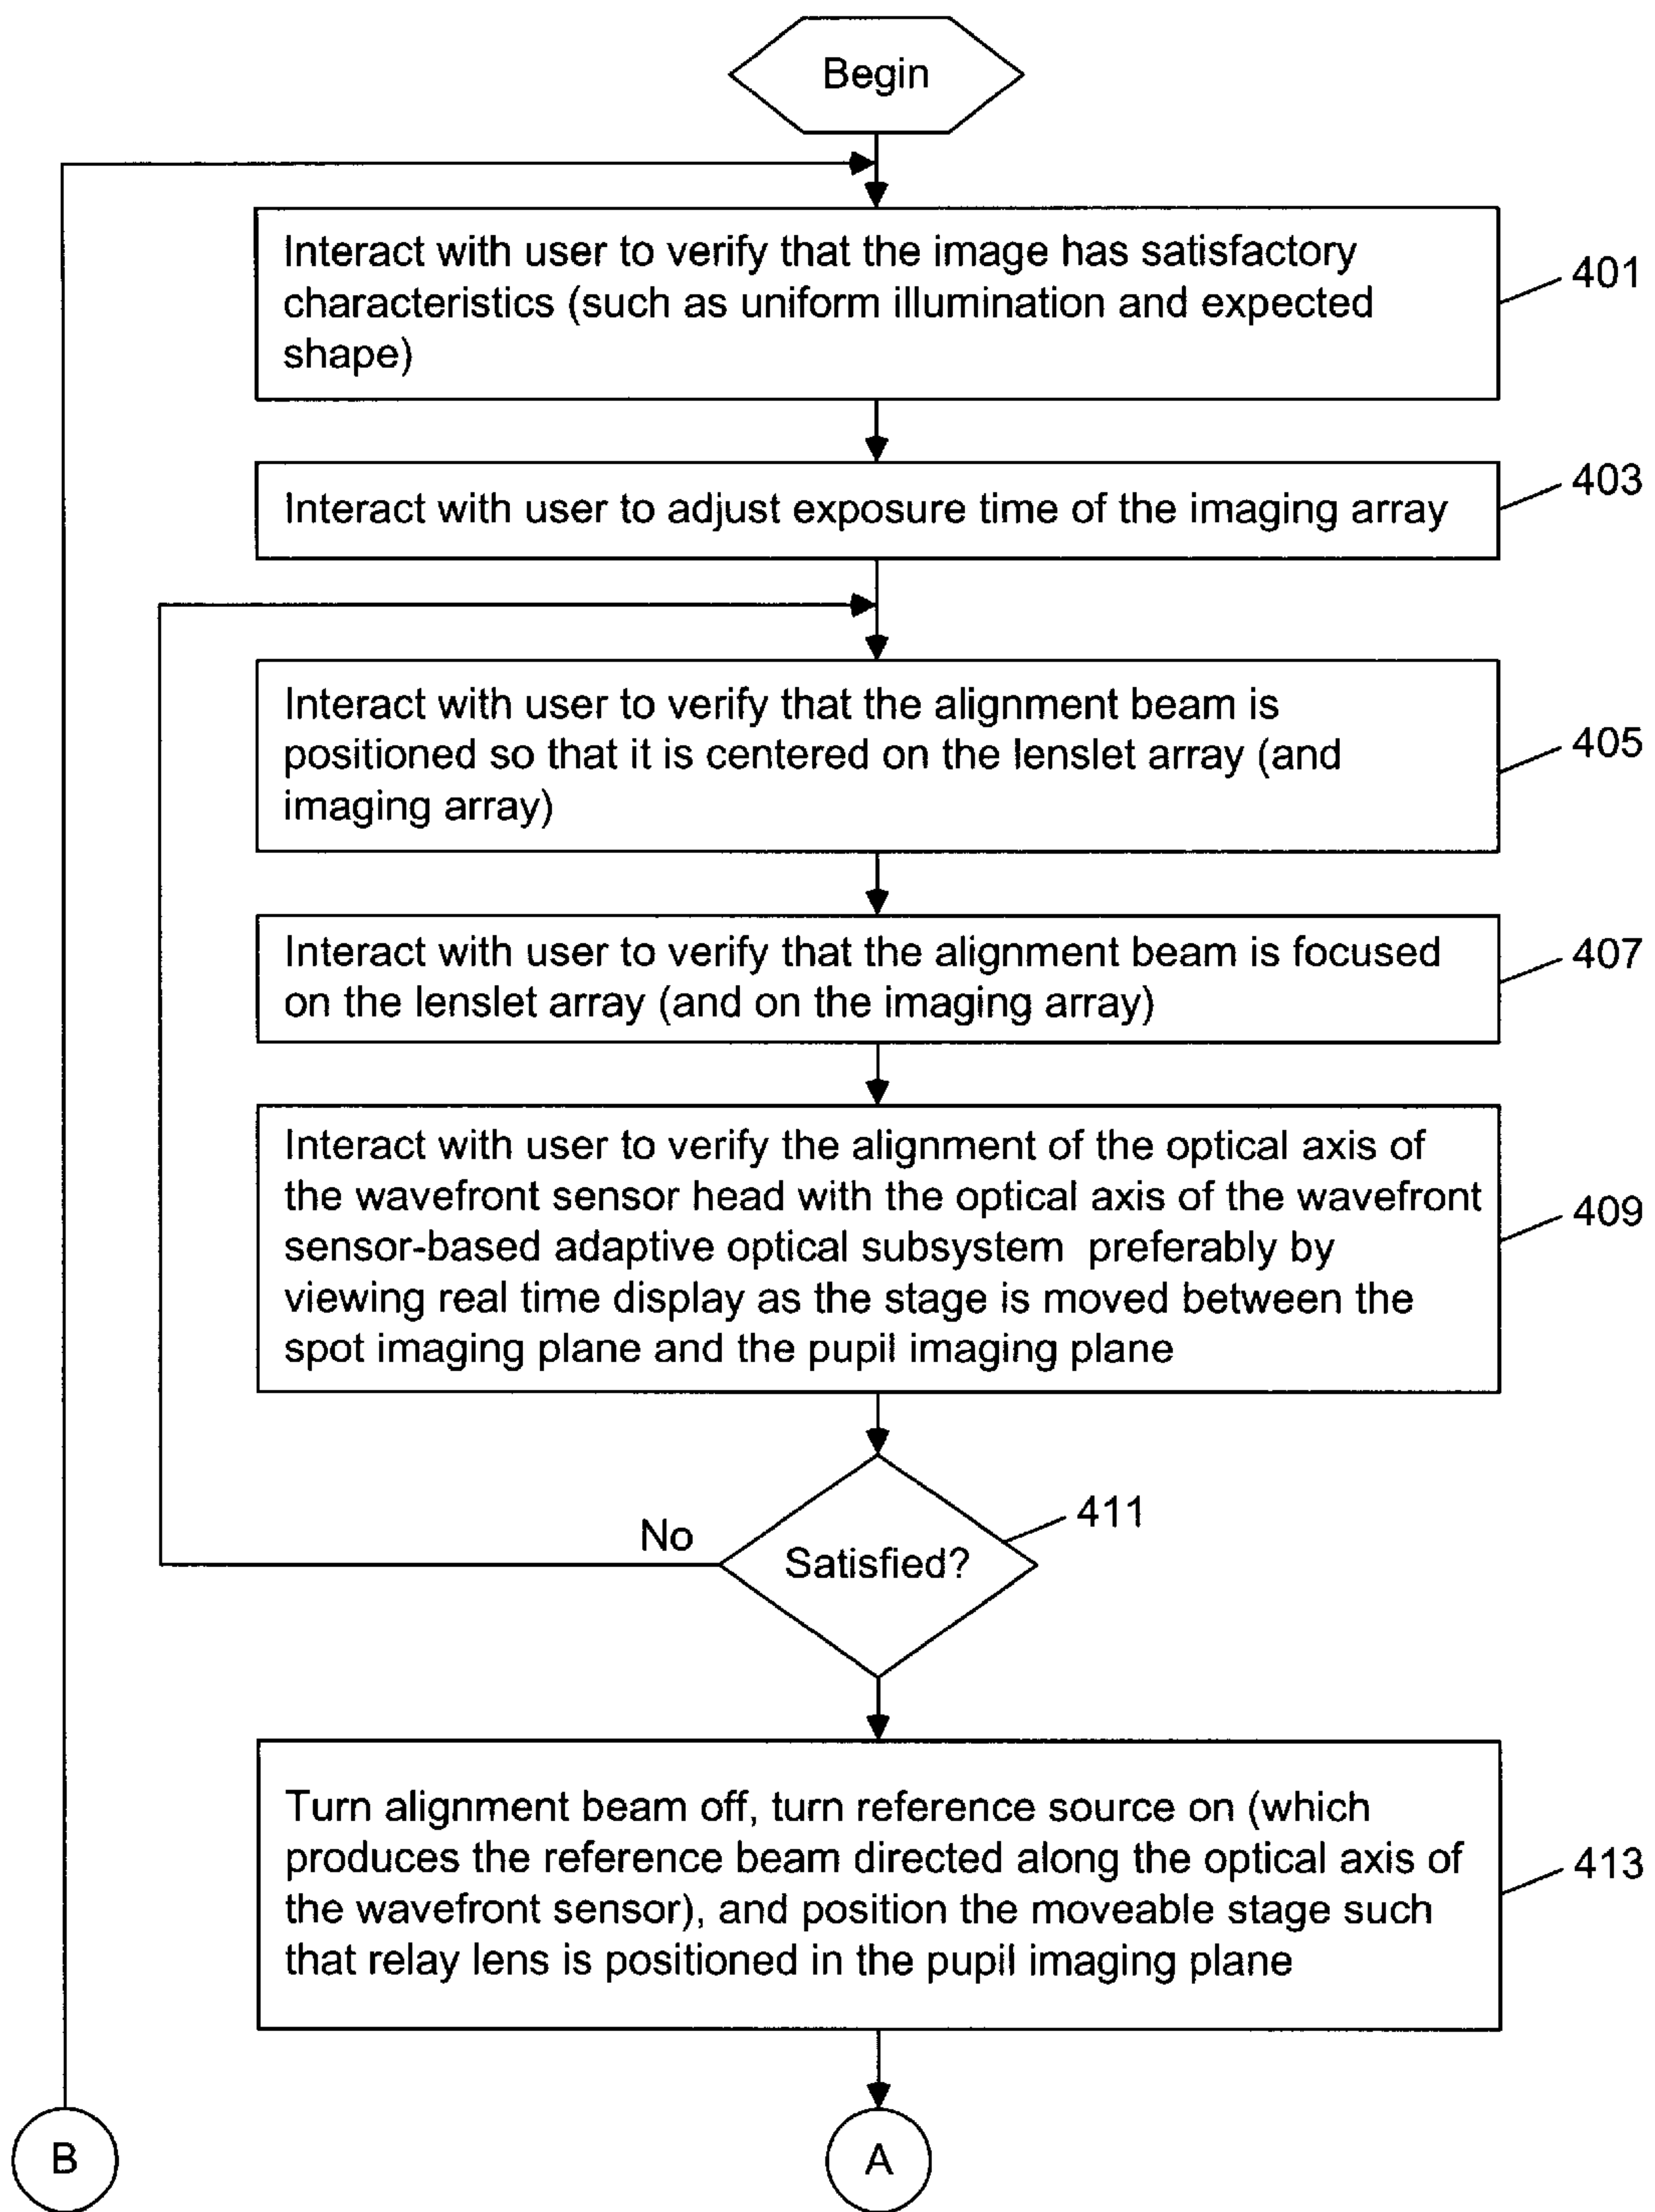 Begin
Interact with user to verify that the image has satisfactory
characteristics (such as uniform illumination and expected
shape)
401
Interact with user to adjust exposure time of the imaging array
403
Interact with user to verify that the alignment beam is
positioned so that it is centered on the lenslet array (and
imaging array)
405
Interact with user to verify that the alignment beam is focused
on the lenslet array (and on the imaging array)
407
Interact with user to verify the alignment of the optical axis of
the wavefront sensor head with the optical axis of the wavefront
sensor-based adaptive optical subsystem preferably by
viewing real time display as the stage is moved between the
spot imaging plane and the pupil imaging plane
409
411
No
Satisfied?
Turn alignment beam off, turn reference source on (which
produces the reference beam directed along the optical axis of
the wavefront sensor), and position the moveable stage such
that relay lens is positioned in the pupil imaging plane
413
B
A